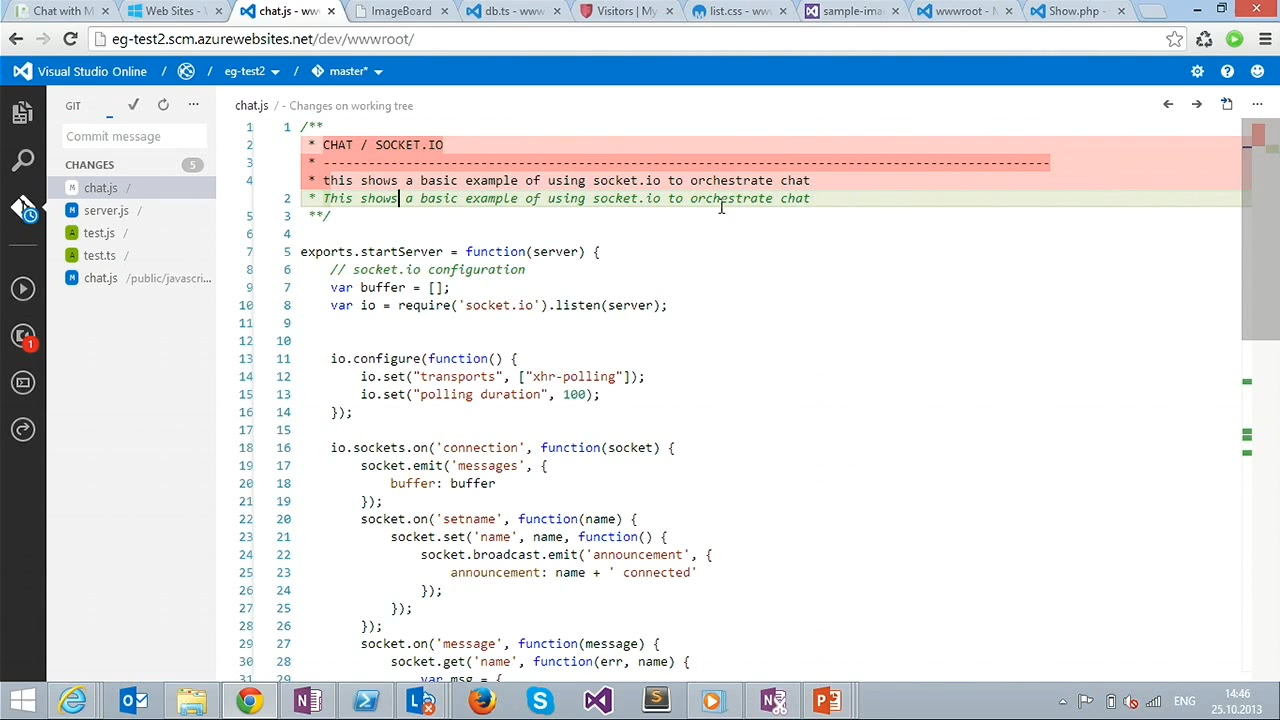 Chat with M
Web Sites - \
chat.js - ww
ImageBoard
db.ts - www
Visitors | My
list.css - ww
sample-ima
wwwroot - M
Show.php -
eg-test2.scm.azurewebsites.net/dev/wwwroot/
Visual Studio Online / eg-test2 / master*
GIT
chat.js / - Changes on working tree
Commit message
CHANGES 5
chat.js /
server.js /
test.js /
test.ts /
chat.js /public/javascri...
1
1 1 /**
2 * CHAT / SOCKET.IO
3 * -------------------------------------------------------------------------------------------------
4 * this shows a basic example of using socket.io to orchestrate chat
2 * This shows a basic example of using socket.io to orchestrate chat
5 3 **/
6 4
7 5 exports.startServer = function(server) {
8 6 // socket.io configuration
9 7 var buffer = [];
10 8 var io = require('socket.io').listen(server);
11 9
12 10
13 11 io.configure(function() {
14 12 io.set("transports", ["xhr-polling"]);
15 13 io.set("polling duration", 100);
16 14 });
17 15
18 16 io.sockets.on('connection', function(socket) {
19 17 socket.emit('messages', {
20 18 buffer: buffer
21 19 });
22 20 socket.on('setname', function(name) {
23 21 socket.set('name', name, function() {
24 22 socket.broadcast.emit('announcement', {
25 23 announcement: name + ' connected'
26 24 });
27 25 });
28 26 });
29 27 socket.on('message', function(message) {
30 28 socket.get('name', function(err, name) {
31 29 var msg = {
ENG
14:46
25.10.2013